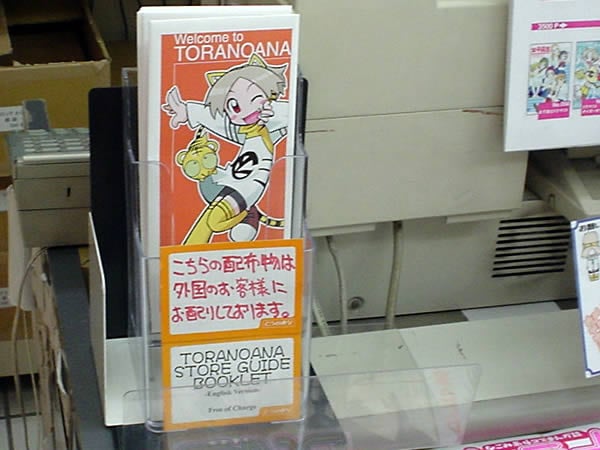 Welcome to
TORANOANA
こちらの配布物は
外国のお客様に
お配りしております。
TORANOANA
STORE GUIDE
BOOKLET
-English Version-
Free of Charge
3500 P